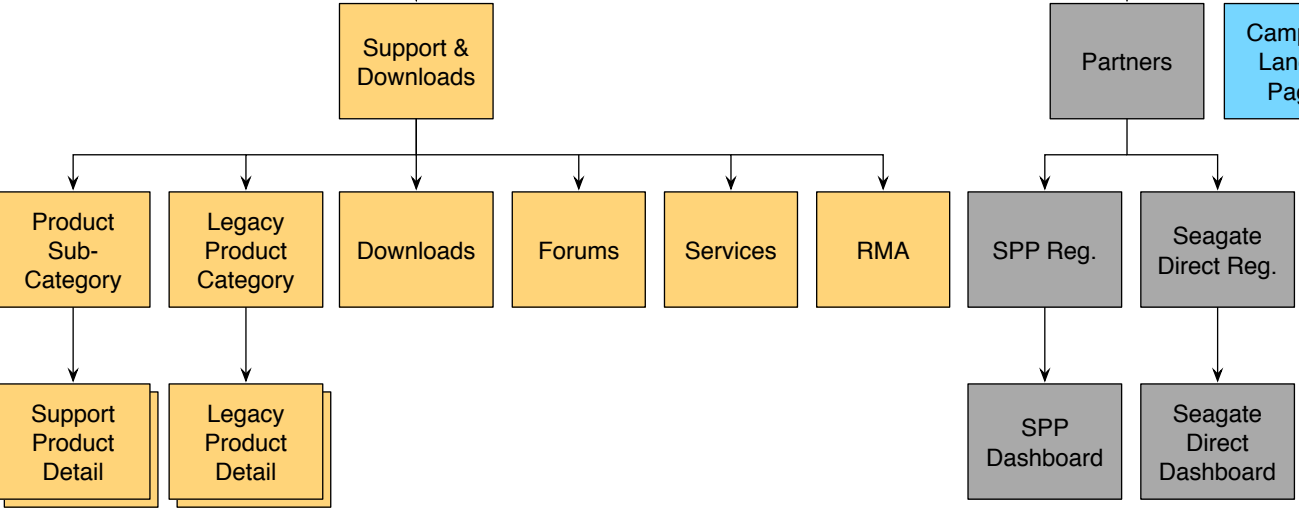 Support &
Downloads
Partners
Product
Sub-
Category
Legacy
Product
Category
Downloads
Forums
Services
RMA
SPP Reg.
Seagate
Direct Reg.
Support
Product
Detail
Legacy
Product
Detail
SPP
Dashboard
Seagate
Direct
Dashboard